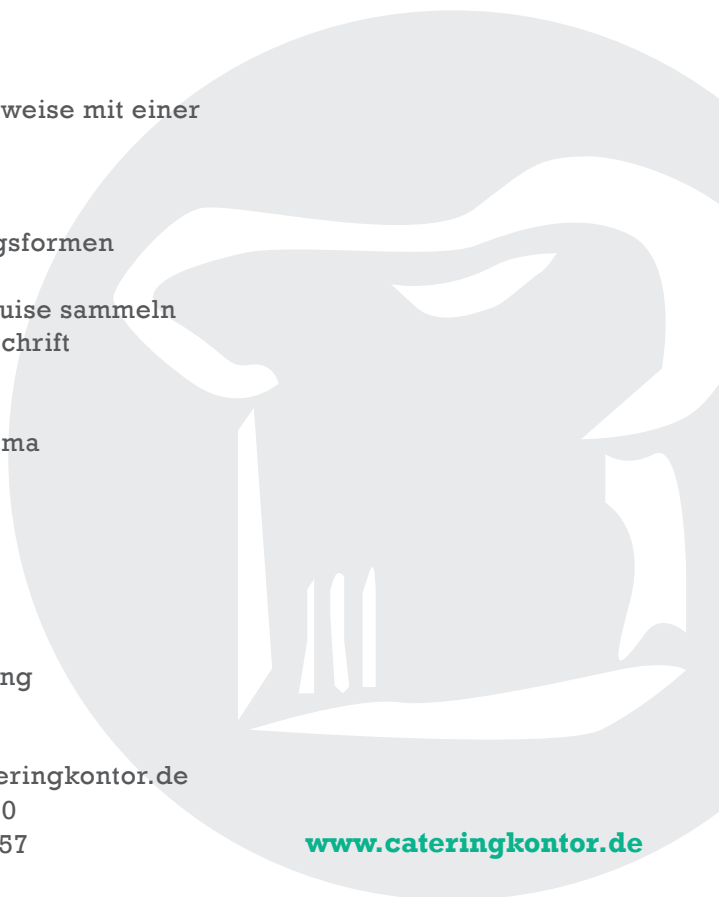 weise mit einer
gsformen
uise sammeln
chrift
ma
ng
eringkontor.de
0
57
www.cateringkontor.de